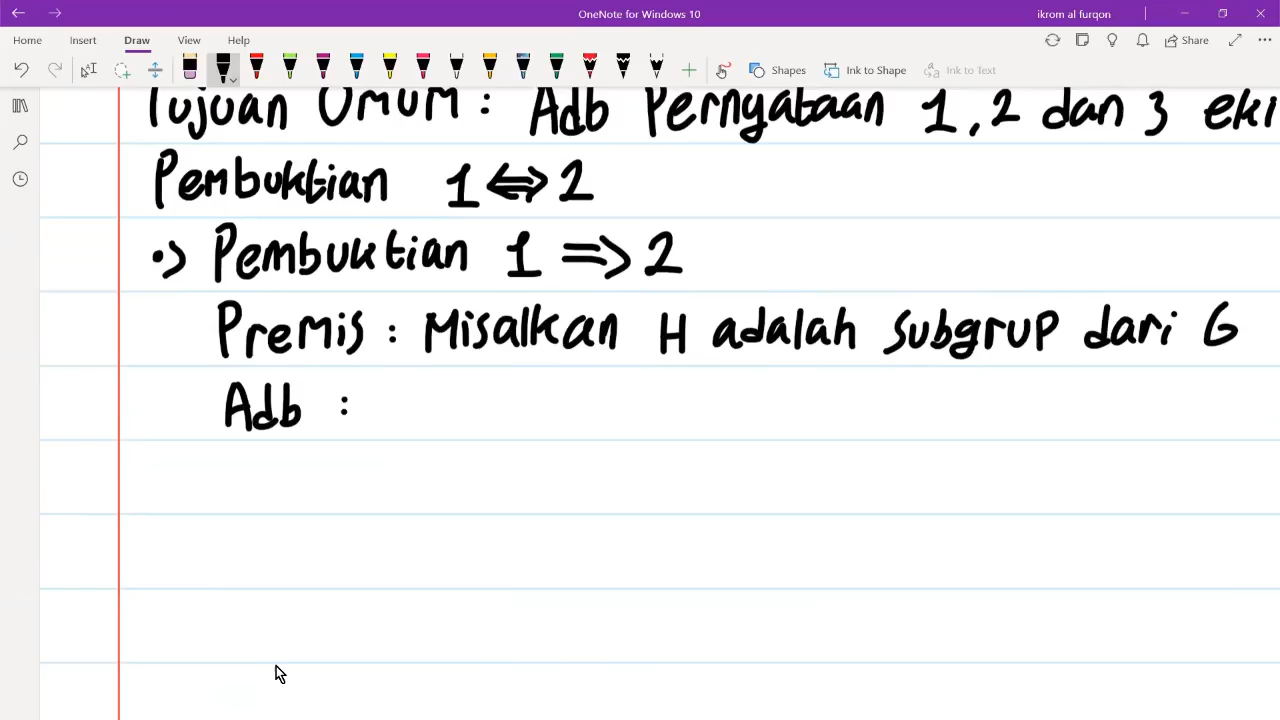 OneNote for Windows 10
ikrom al furqon
Home Insert Draw View Help
Share
Shapes Ink to Shape Ink to Text
Tujuan Umum : Adb Pernyataan 1, 2 dan 3 eki
Pembuktian 1 ⇔ 2
•> Pembuktian 1 => 2
Premis : Misalkan H adalah subgrup dari G
Adb :